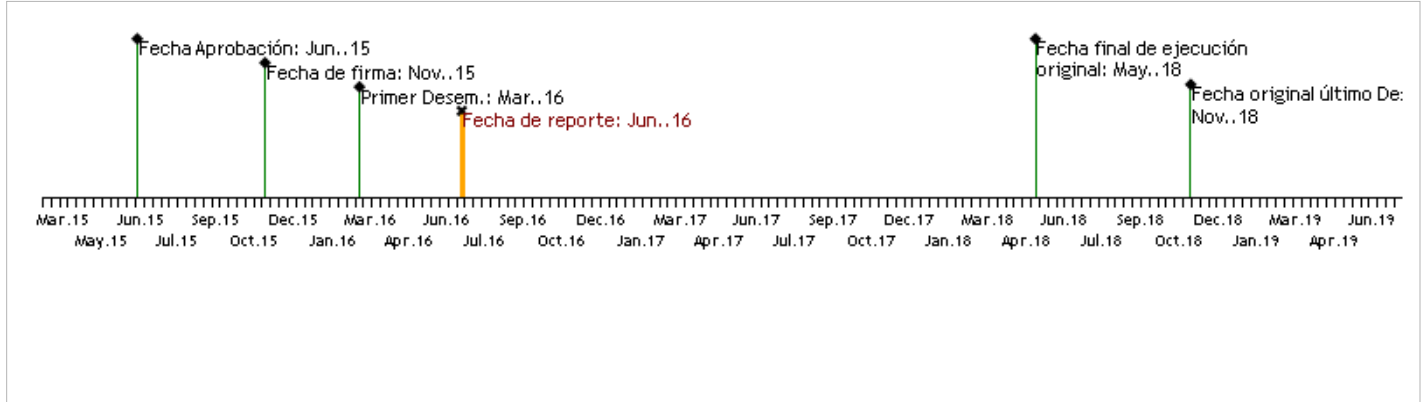 Fecha Aprobación: Jun..15
Fecha de firma: Nov..15
Primer Desem.: Mar..16
Fecha de reporte: Jun..16
Fecha final de ejecución
original: May..18
Fecha original último De:
Nov..18
Mar.15 Jun.15 Sep.15 Dec.15 Mar.16 Jun.16 Sep.16 Dec.16 Mar.17 Jun.17 Sep.17 Dec.17 Mar.18 Jun.18 Sep.18 Dec.18 Mar.19 Jun.19
May.15 Jul.15 Oct.15 Jan.16 Apr.16 Jul.16 Oct.16 Jan.17 Apr.17 Jul.17 Oct.17 Jan.18 Apr.18 Jul.18 Oct.18 Jan.19 Apr.19